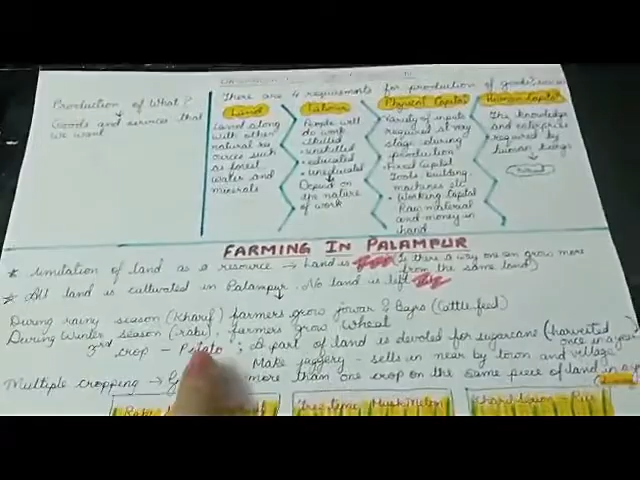 There are 4 requirements for production of goods
Production of What?
Goods and services that
we want
Land
Land along
with other
natural re
ources such
as forest
water and
minerals
Labour
People will
do work
skilled
unskilled
educated
uneducated
Depend on
the nature
of work
Physical Capital
Variety of inputs
required at every
stage during
production
- Fixed Capital
Tools building,
machines etc
Working Capital
Raw material
and money in
hand
Human Capital
The knowledge
and enterprise
required by
human beings
FARMING IN PALAMPUR
* Limitation of land as a resource → Land is (Is there a way one can grow more
from the same land)
* All land is cultivated in Palampur. No land is left
During rainy season (kharif) farmers grow jowar & Bajra (cattle feed)
During Winter season (rabi), farmers grow wheat
3rd crop - Potato ; A part of land is devoted for sugarcane (harvested
once in a year
Make jaggery - sells in near by town and village
Multiple cropping → more than one crop on the same piece of land in a
Rabi